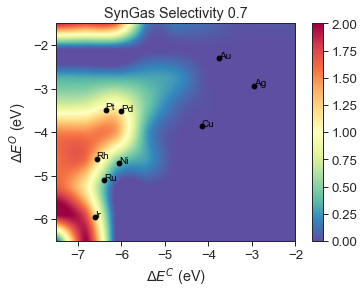 SynGas Selectivity 0.7
ΔE^O (eV)
−2
−3
−4
−5
−6
Au
Ag
Pt
Pd
Cu
Rh
Ni
Ru
Ir
−7
−6
−5
−4
−3
−2
ΔE^C (eV)
2.00
1.75
1.50
1.25
1.00
0.75
0.50
0.25
0.00